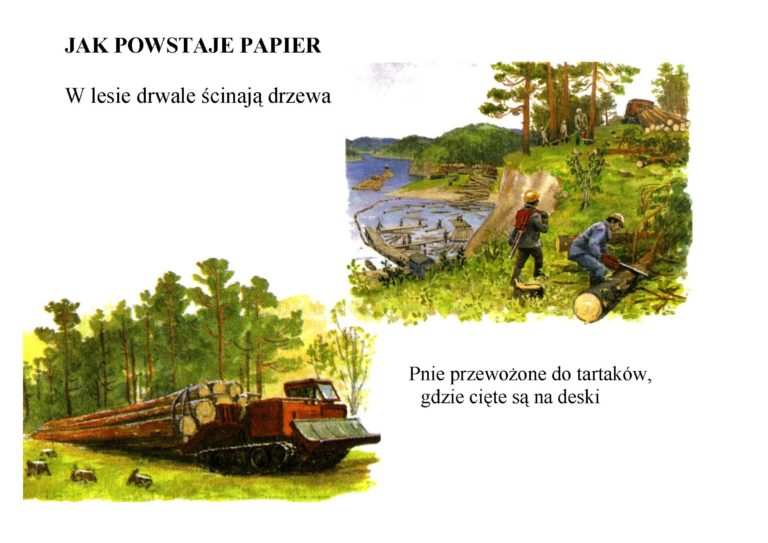 JAK POWSTAJE PAPIER
W lesie drwale ścinają drzewa
Pnie przewożone do tartaków,
gdzie cięte są na deski